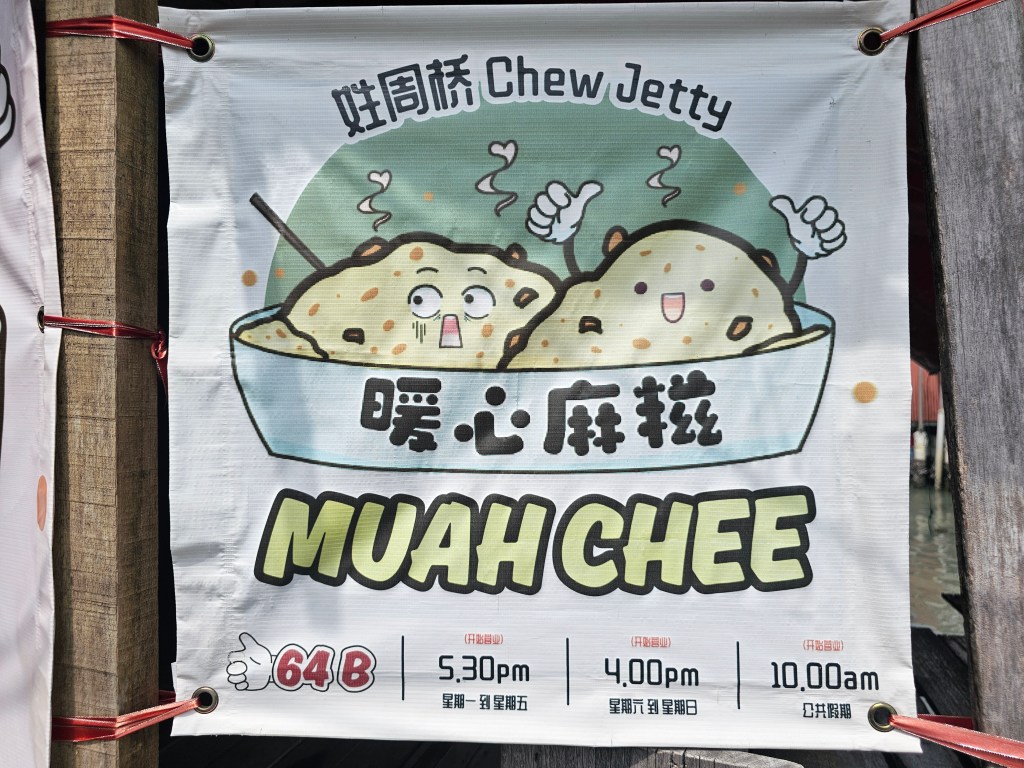 姓周桥 Chew Jetty
暖心麻糍
MUAH CHEE
64 B
(开始营业)
5.30pm
星期一到星期五
(开始营业)
4.00pm
星期六到星期日
(开始营业)
10.00am
公共假期